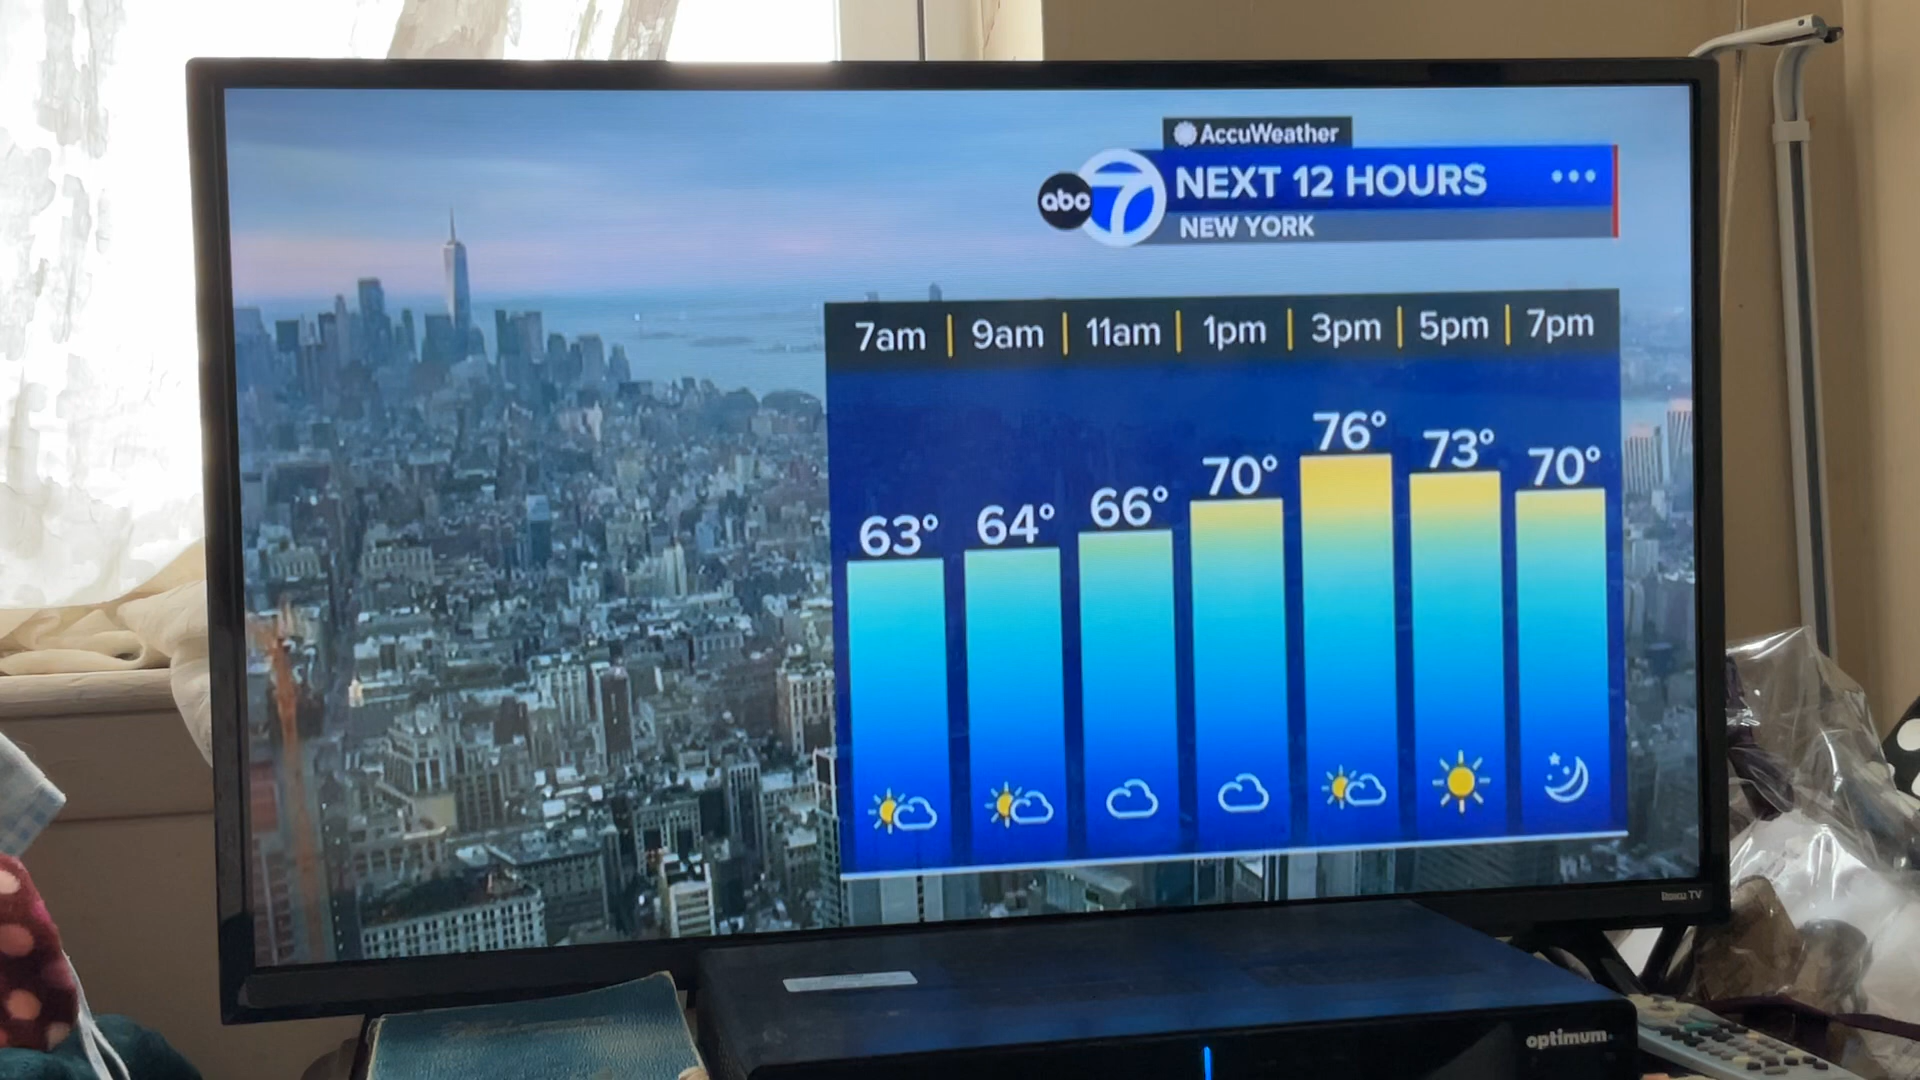 AccuWeather
abc 7 NEXT 12 HOURS
NEW YORK
7am 9am 11am 1pm 3pm 5pm 7pm
63° 64° 66° 70° 76° 73° 70°
Roku TV
optimum.